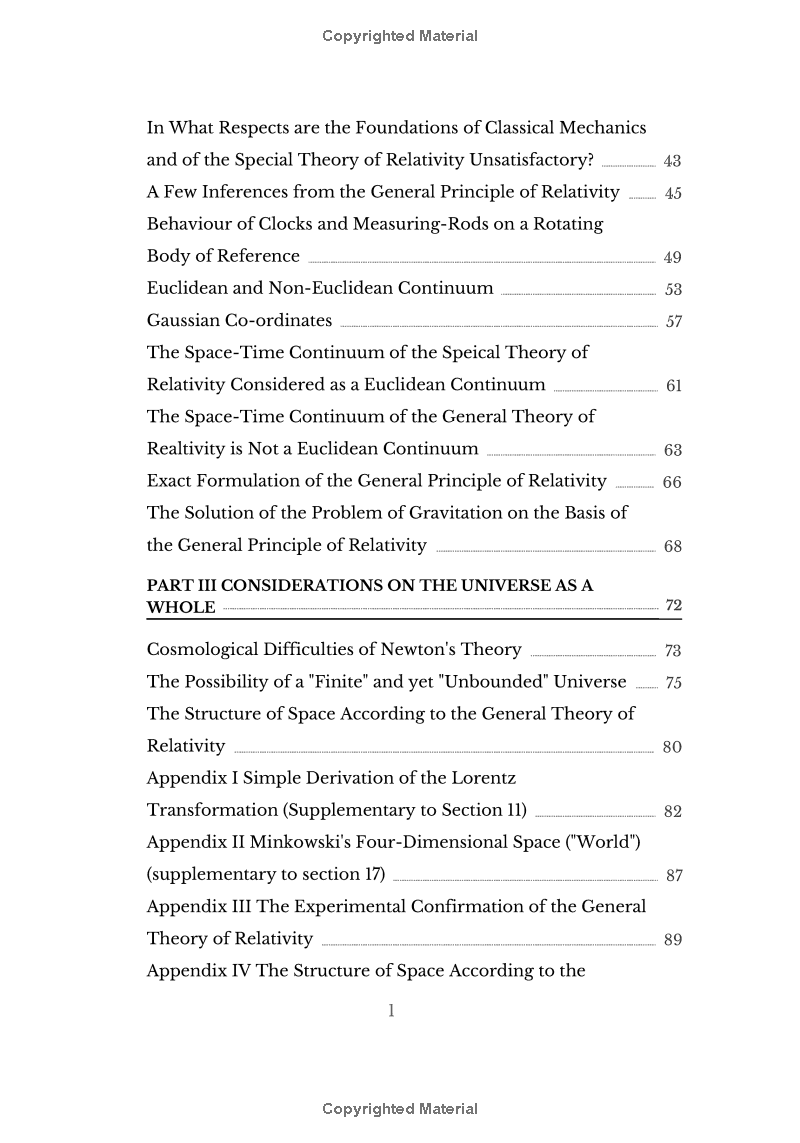 Copyrighted Material
In What Respects are the Foundations of Classical Mechanics
and of the Special Theory of Relativity Unsatisfactory? 43
A Few Inferences from the General Principle of Relativity 45
Behaviour of Clocks and Measuring-Rods on a Rotating
Body of Reference 49
Euclidean and Non-Euclidean Continuum 53
Gaussian Co-ordinates 57
The Space-Time Continuum of the Speical Theory of
Relativity Considered as a Euclidean Continuum 61
The Space-Time Continuum of the General Theory of
Realtivity is Not a Euclidean Continuum 63
Exact Formulation of the General Principle of Relativity 66
The Solution of the Problem of Gravitation on the Basis of
the General Principle of Relativity 68
PART III CONSIDERATIONS ON THE UNIVERSE AS A
WHOLE 72
Cosmological Difficulties of Newton's Theory 73
The Possibility of a "Finite" and yet "Unbounded" Universe 75
The Structure of Space According to the General Theory of
Relativity 80
Appendix I Simple Derivation of the Lorentz
Transformation (Supplementary to Section 11) 82
Appendix II Minkowski's Four-Dimensional Space ("World")
(supplementary to section 17) 87
Appendix III The Experimental Confirmation of the General
Theory of Relativity 89
Appendix IV The Structure of Space According to the
1
Copyrighted Material